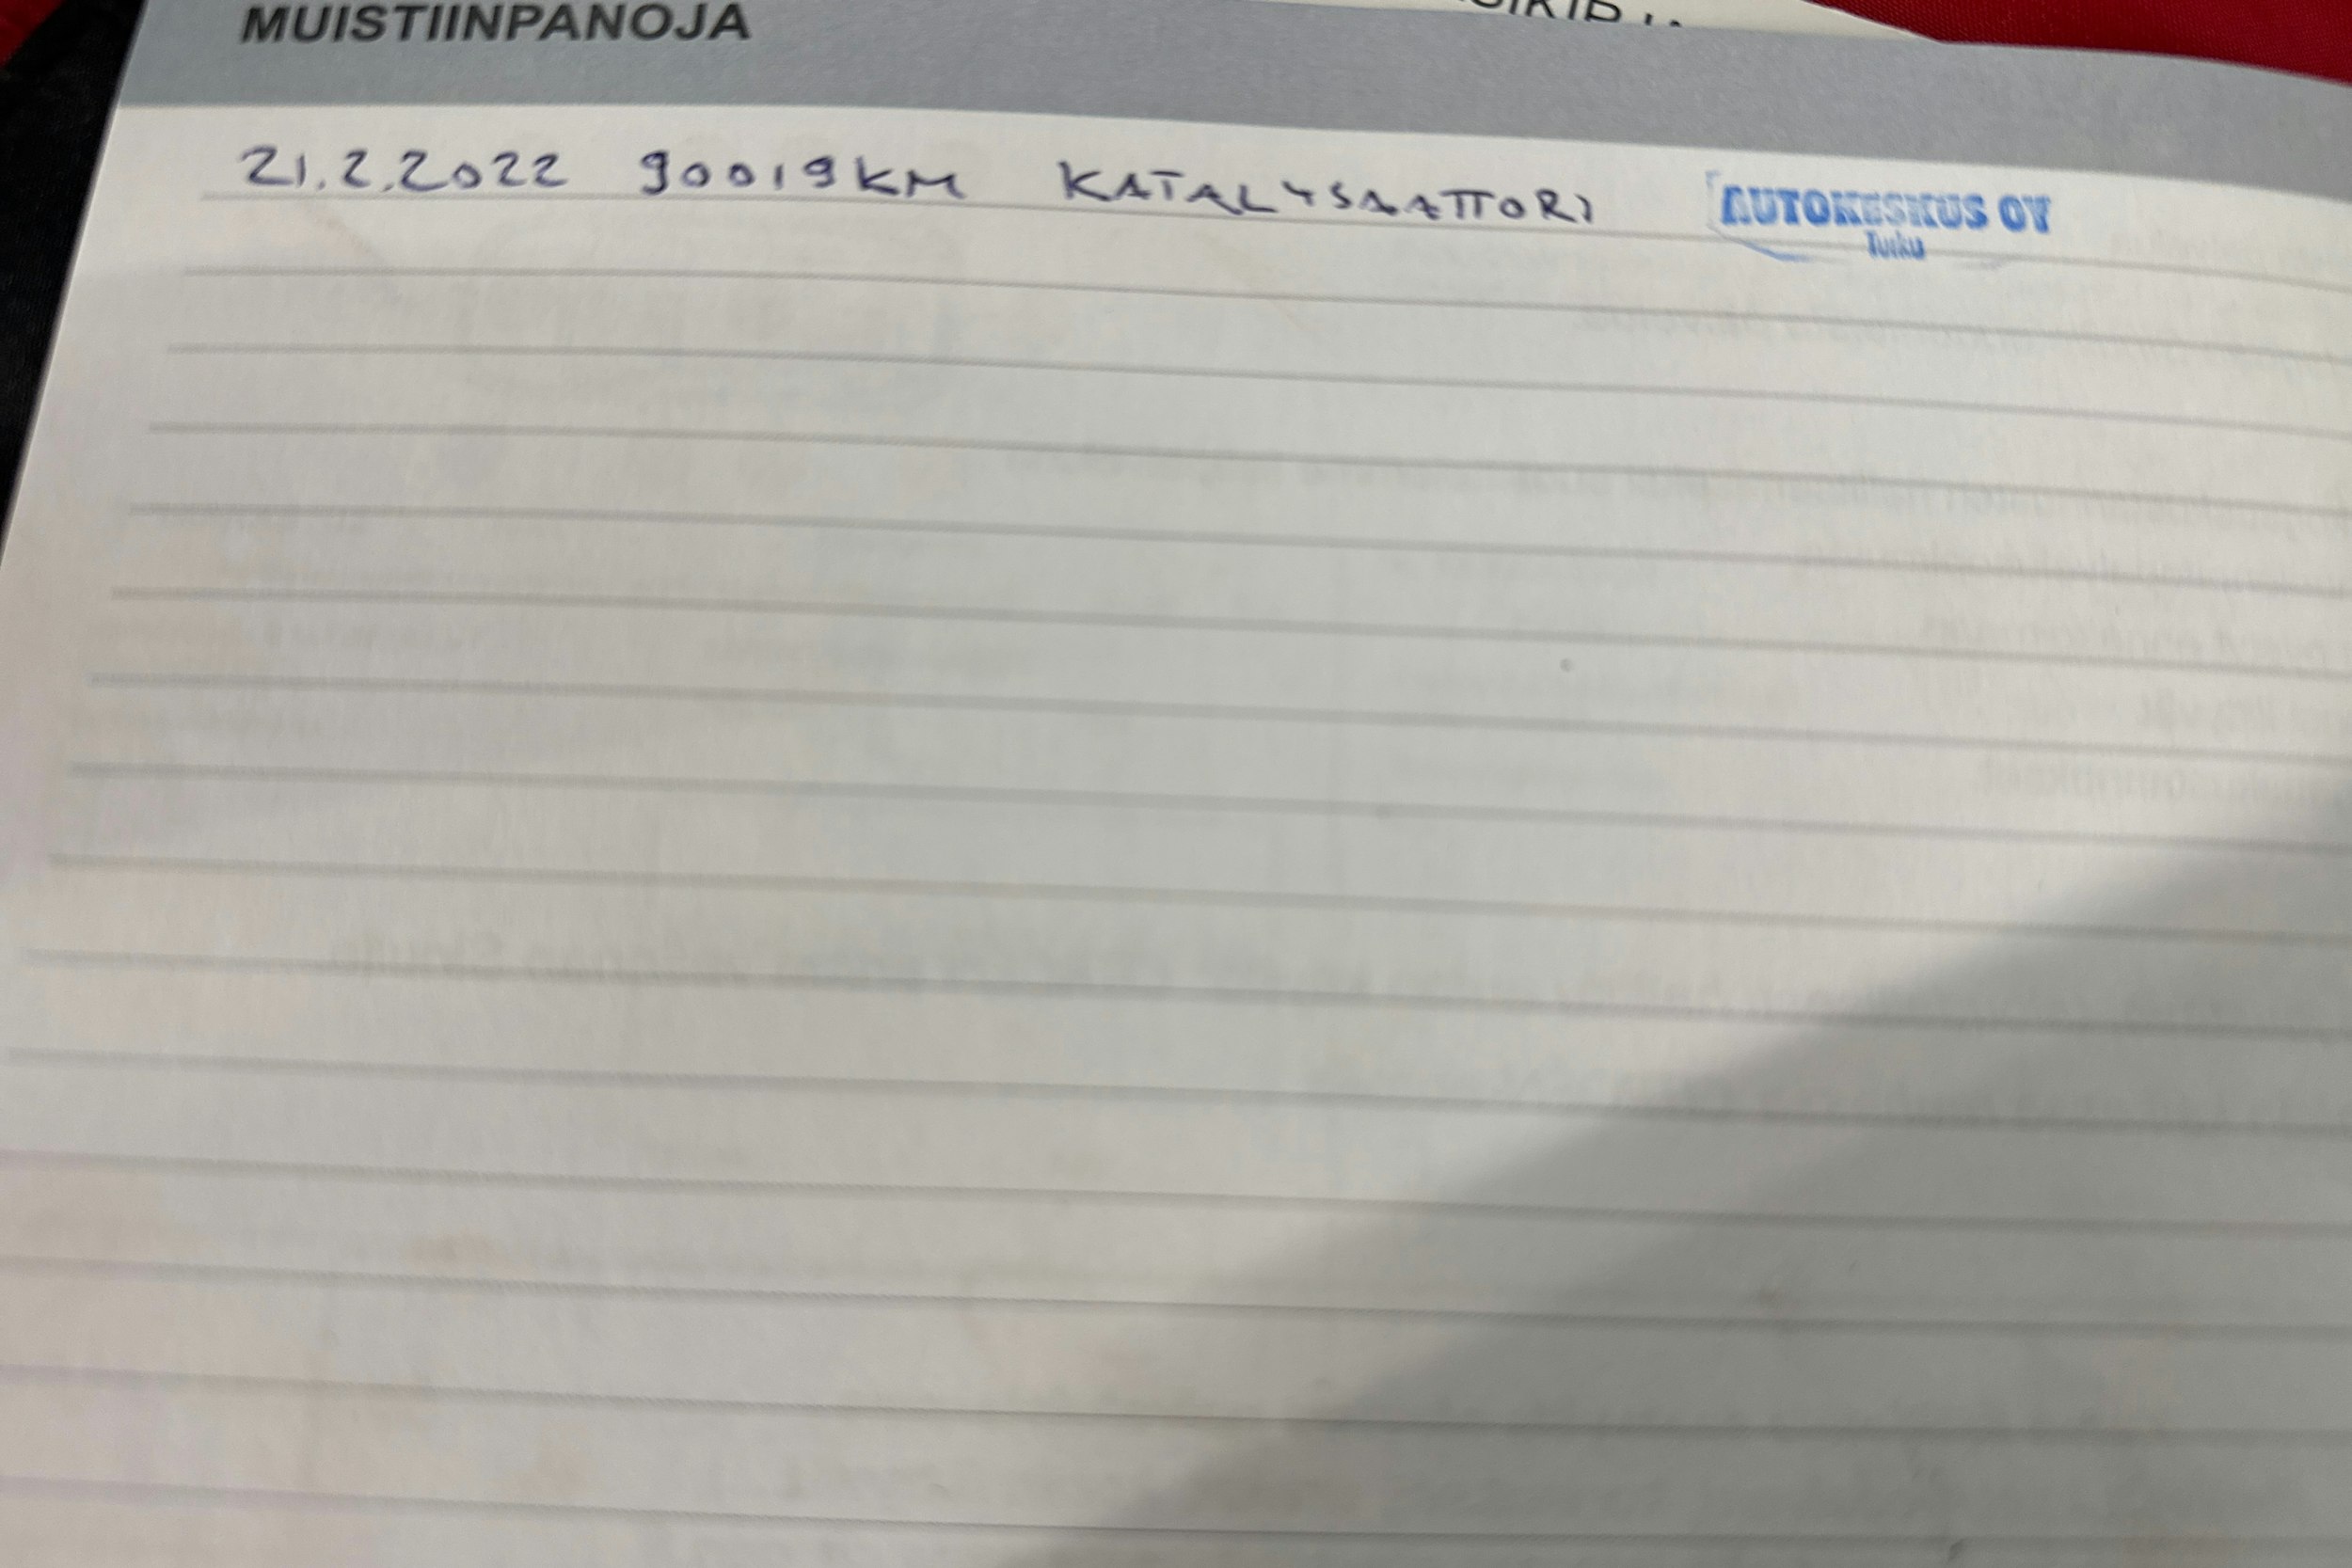 MUISTIINPANOJA
21.2.2022 90019KM KATALYSAATTORI AUTOKESKUS OY
Turku